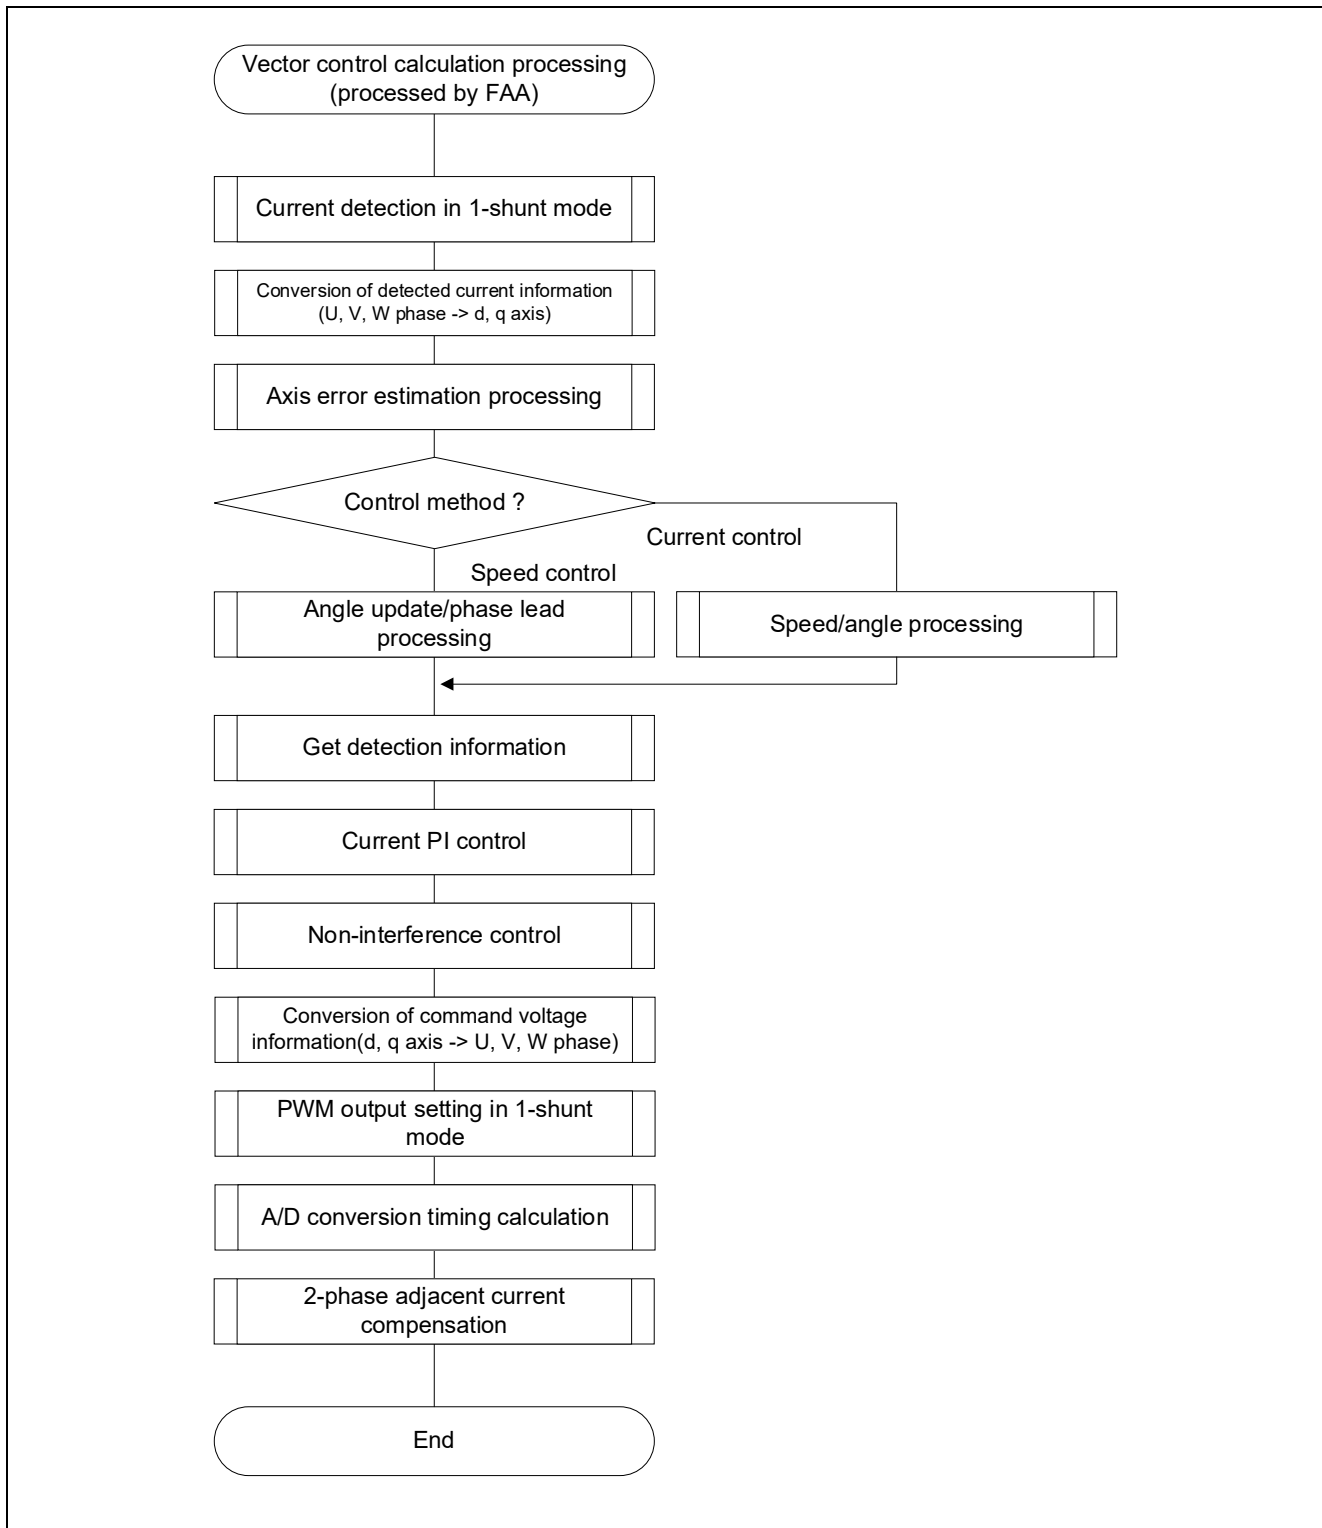 Vector control calculation processing
(processed by FAA)
Current detection in 1-shunt mode
Conversion of detected current information
(U, V, W phase -> d, q axis)
Axis error estimation processing
Control method ?
Current control
Speed control
Angle update/phase lead
processing
Speed/angle processing
Get detection information
Current PI control
Non-interference control
Conversion of command voltage
information(d, q axis -> U, V, W phase)
PWM output setting in 1-shunt
mode
A/D conversion timing calculation
2-phase adjacent current
compensation
End